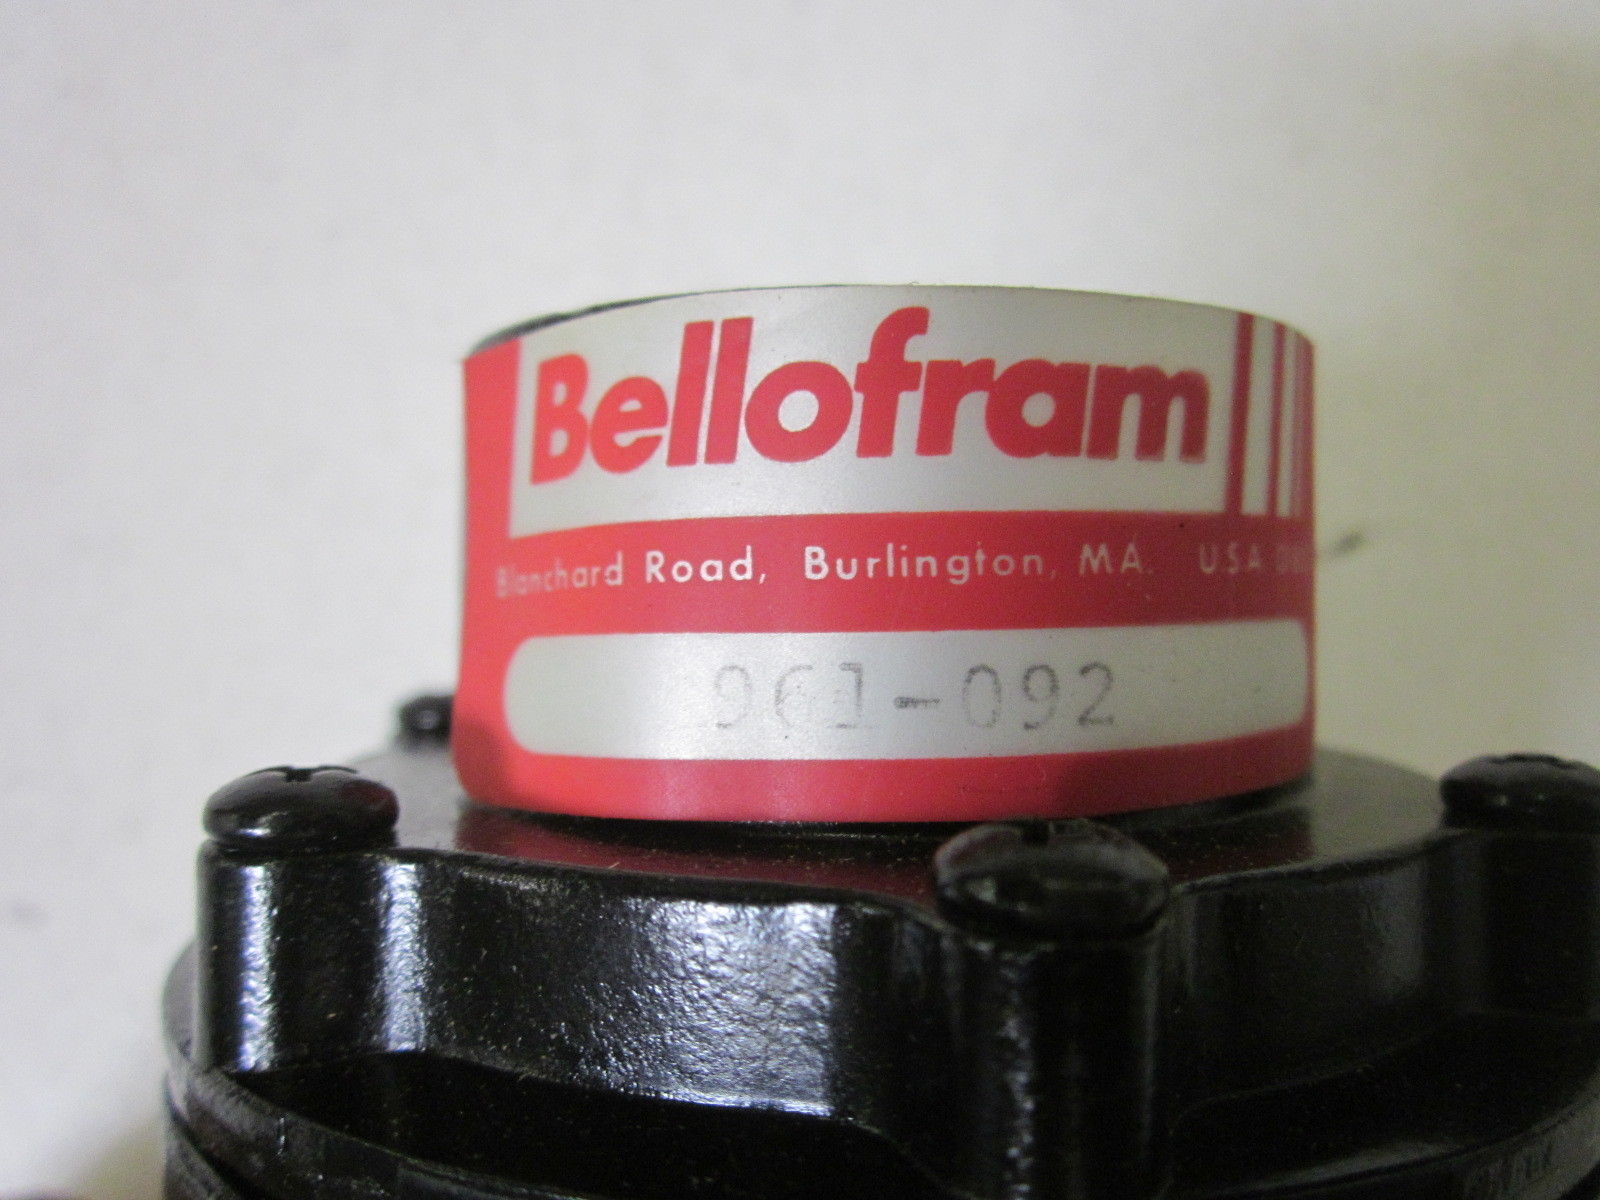 Bellofram
Blanchard Road, Burlington, MA. U.S.A.
961-092